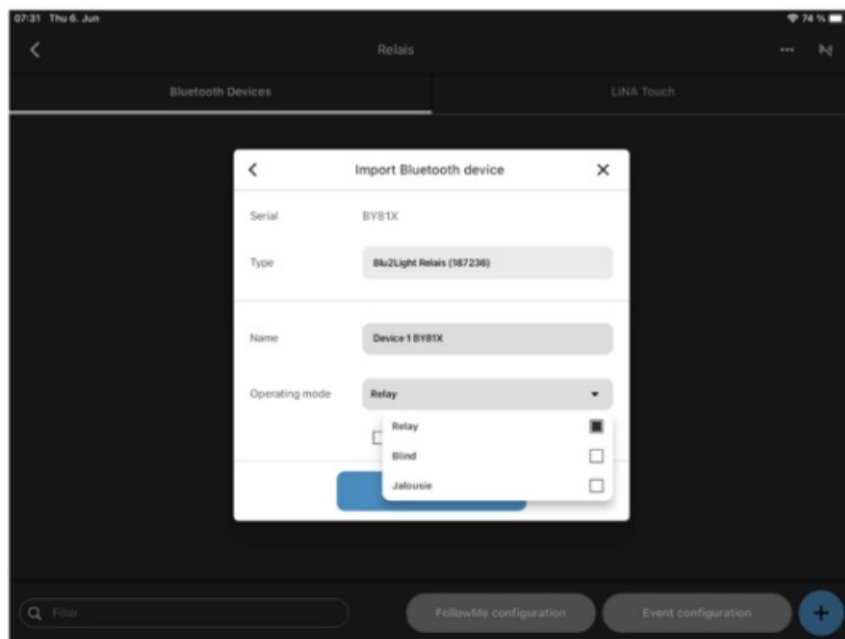 07:31 Thu 6. Jun
74 %
Relais
Bluetooth Devices
LiNA Touch
Import Bluetooth device
Serial
BY81X
Type
Blu2Light Relais (187236)
Name
Device 1 BY81X
Operating mode
Relay
Relay
Blind
Jalousie
Filter
FollowMe configuration
Event configuration